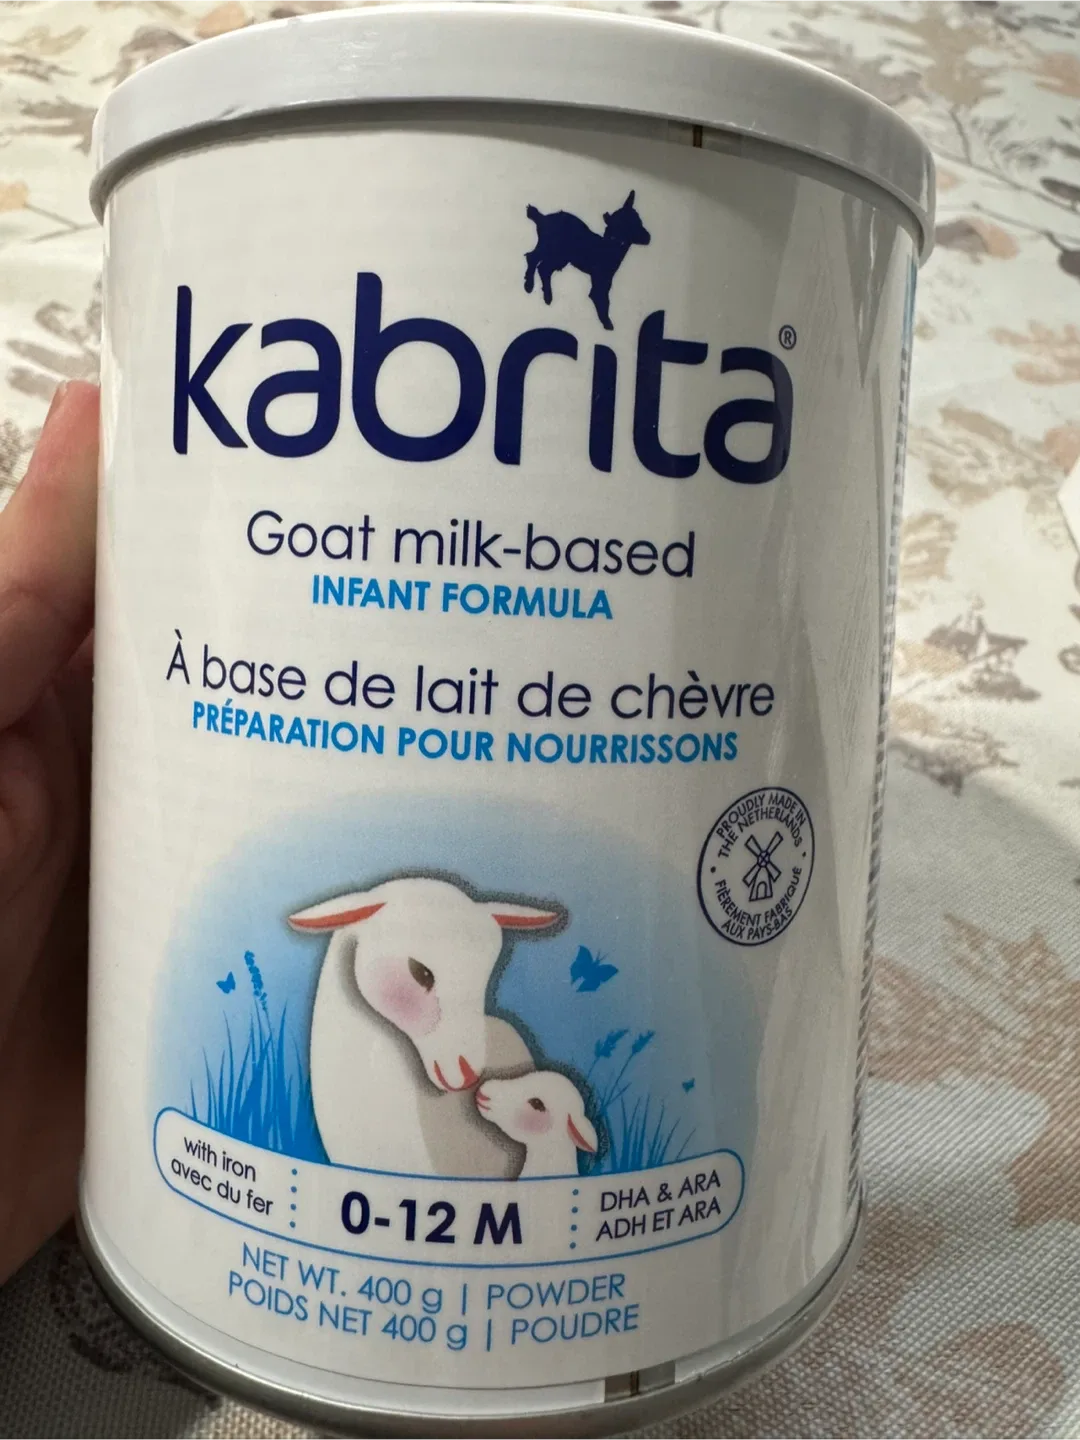 kabrita®
Goat milk-based
INFANT FORMULA
À base de lait de chèvre
PRÉPARATION POUR NOURRISSONS
PROUDLY MADE IN
THE NETHERLANDS
FIÈREMENT FABRIQUÉ
AUX PAYS-BAS
with iron
avec du fer
0-12 M
DHA & ARA
ADH ET ARA
NET WT. 400 g | POWDER
POIDS NET 400 g | POUDRE